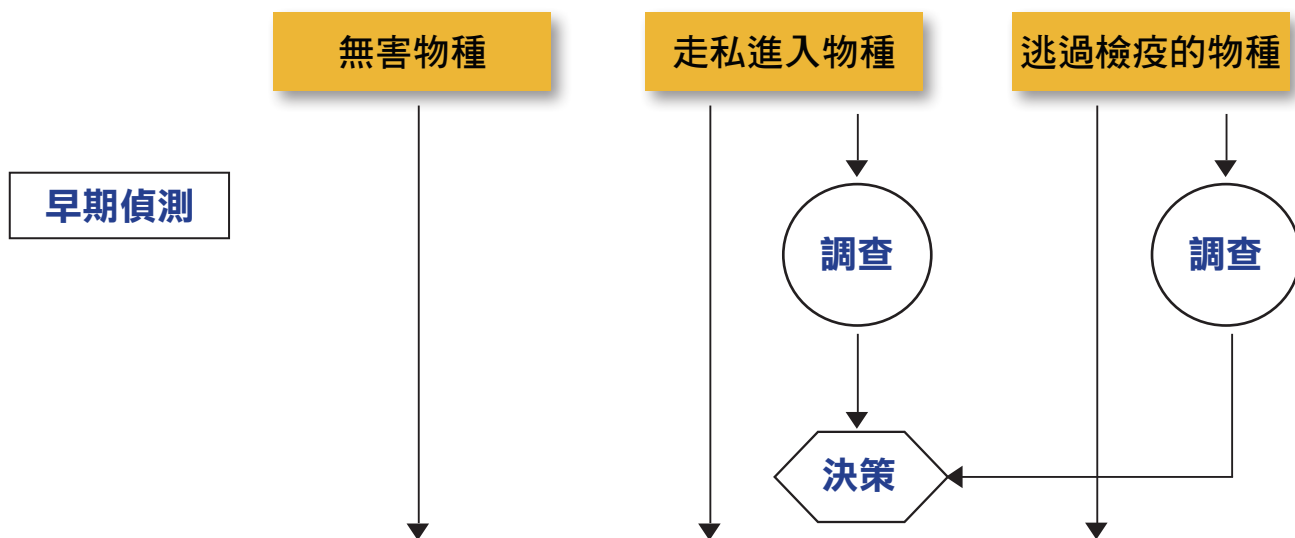 無害物種
走私進入物種
逃過檢疫的物種
早期偵測
調查
調查
決策